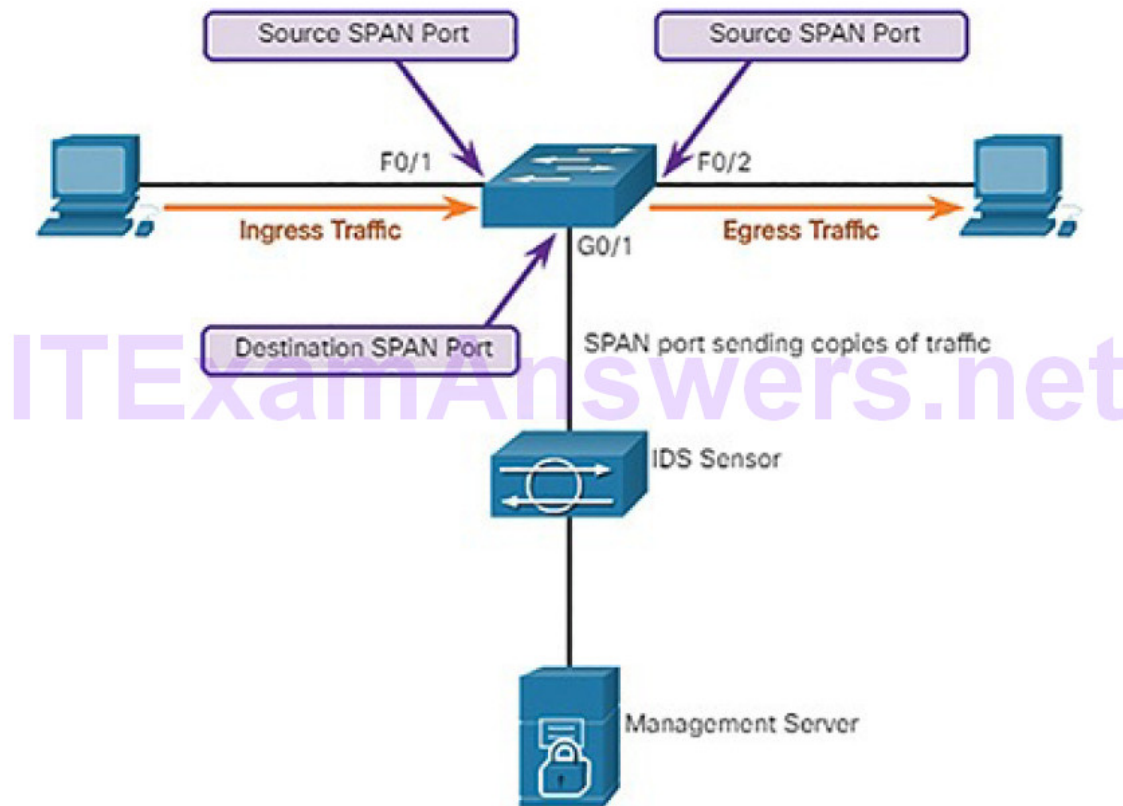 Source SPAN Port
Source SPAN Port
F0/1
F0/2
Ingress Traffic
Egress Traffic
G0/1
Destination SPAN Port
SPAN port sending copies of traffic
ITExamAnswers.net
IDS Sensor
Management Server